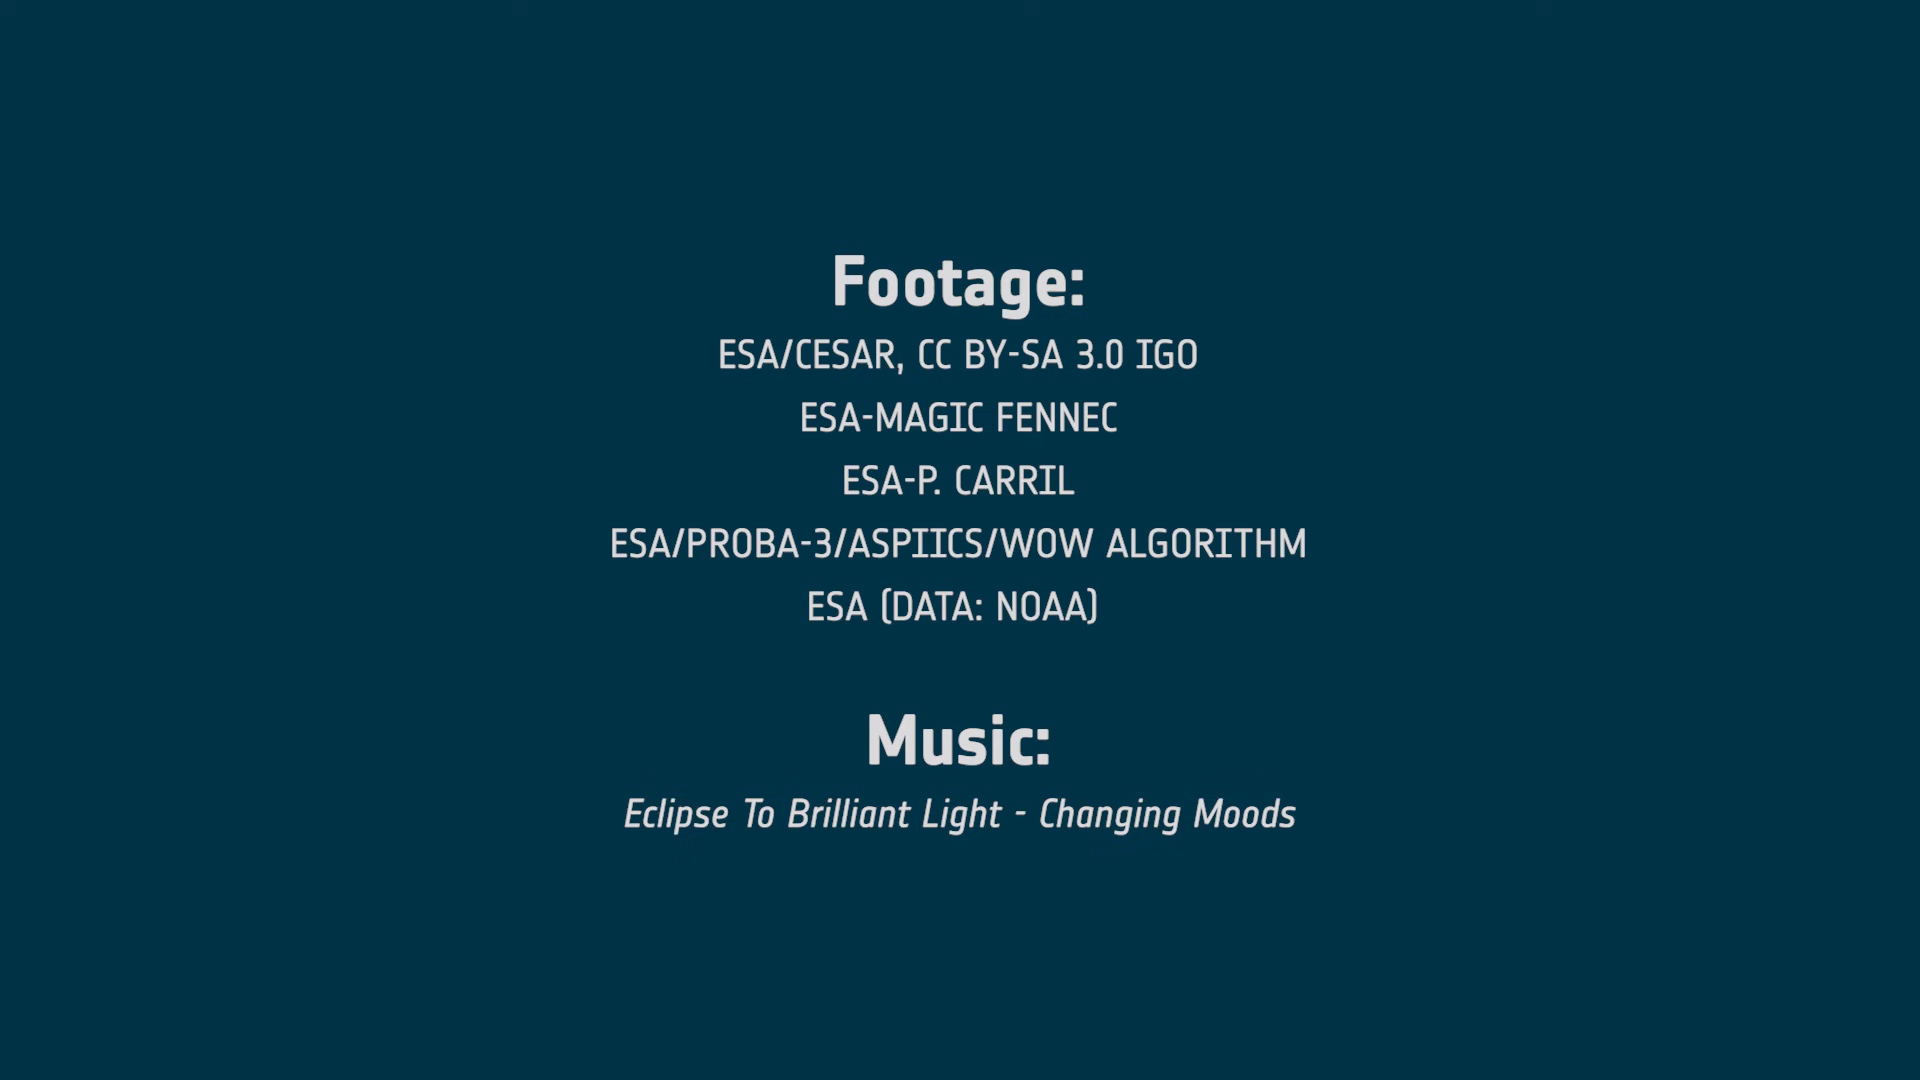 Footage:
ESA/CESAR, CC BY-SA 3.0 IGO
ESA-MAGIC FENNEC
ESA-P. CARRIL
ESA/PROBA-3/ASPIICS/WOW ALGORITHM
ESA (DATA: NOAA)
Music:
Eclipse To Brilliant Light - Changing Moods